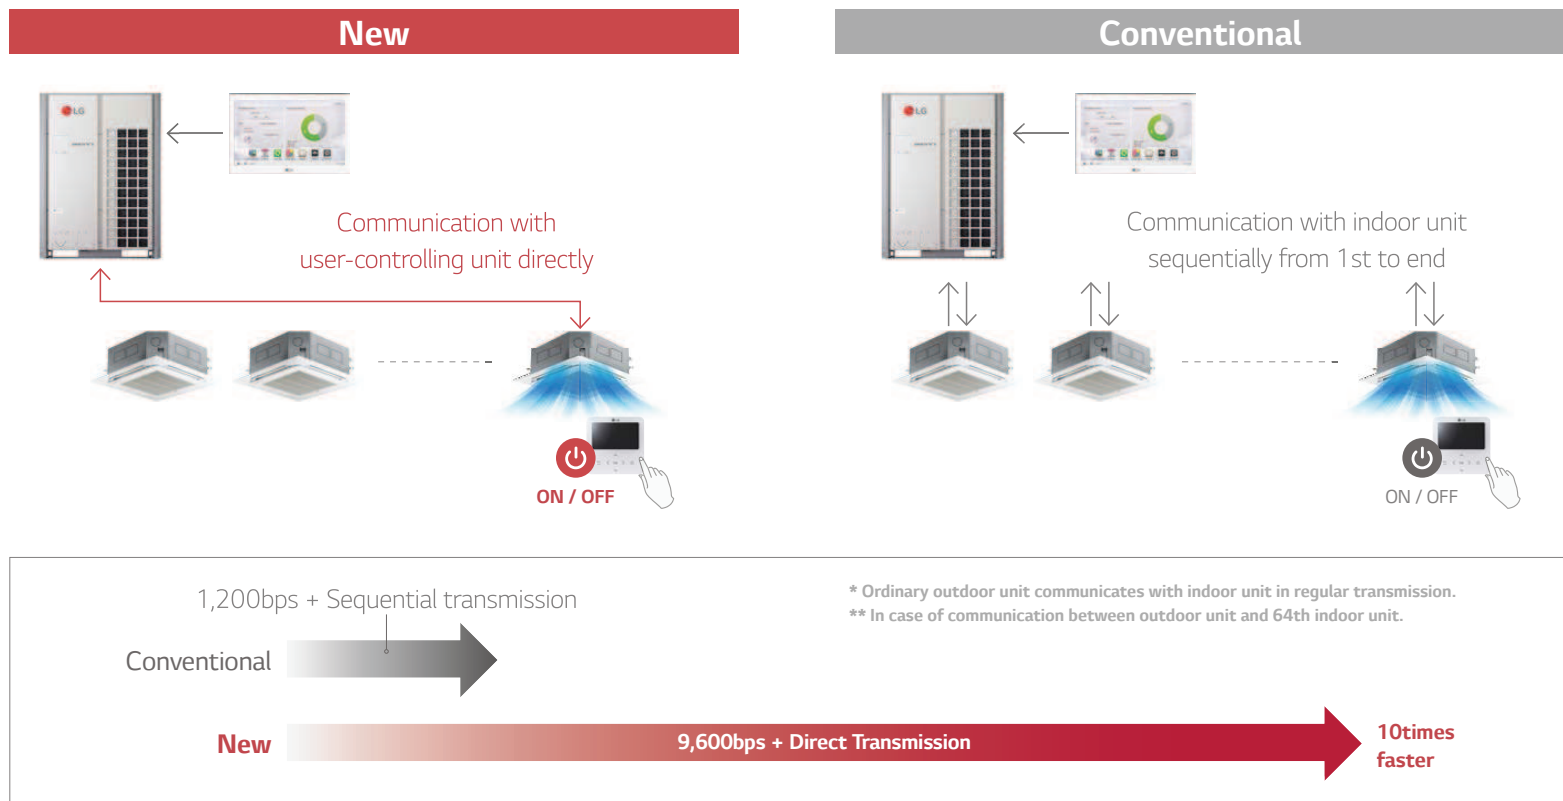 New
LG
Communication with
user-controlling unit directly
ON / OFF
Conventional
LG
Communication with indoor unit
sequentially from 1st to end
ON / OFF
1,200bps + Sequential transmission
Conventional
New
9,600bps + Direct Transmission
10times
faster
* Ordinary outdoor unit communicates with indoor unit in regular transmission.
** In case of communication between outdoor unit and 64th indoor unit.